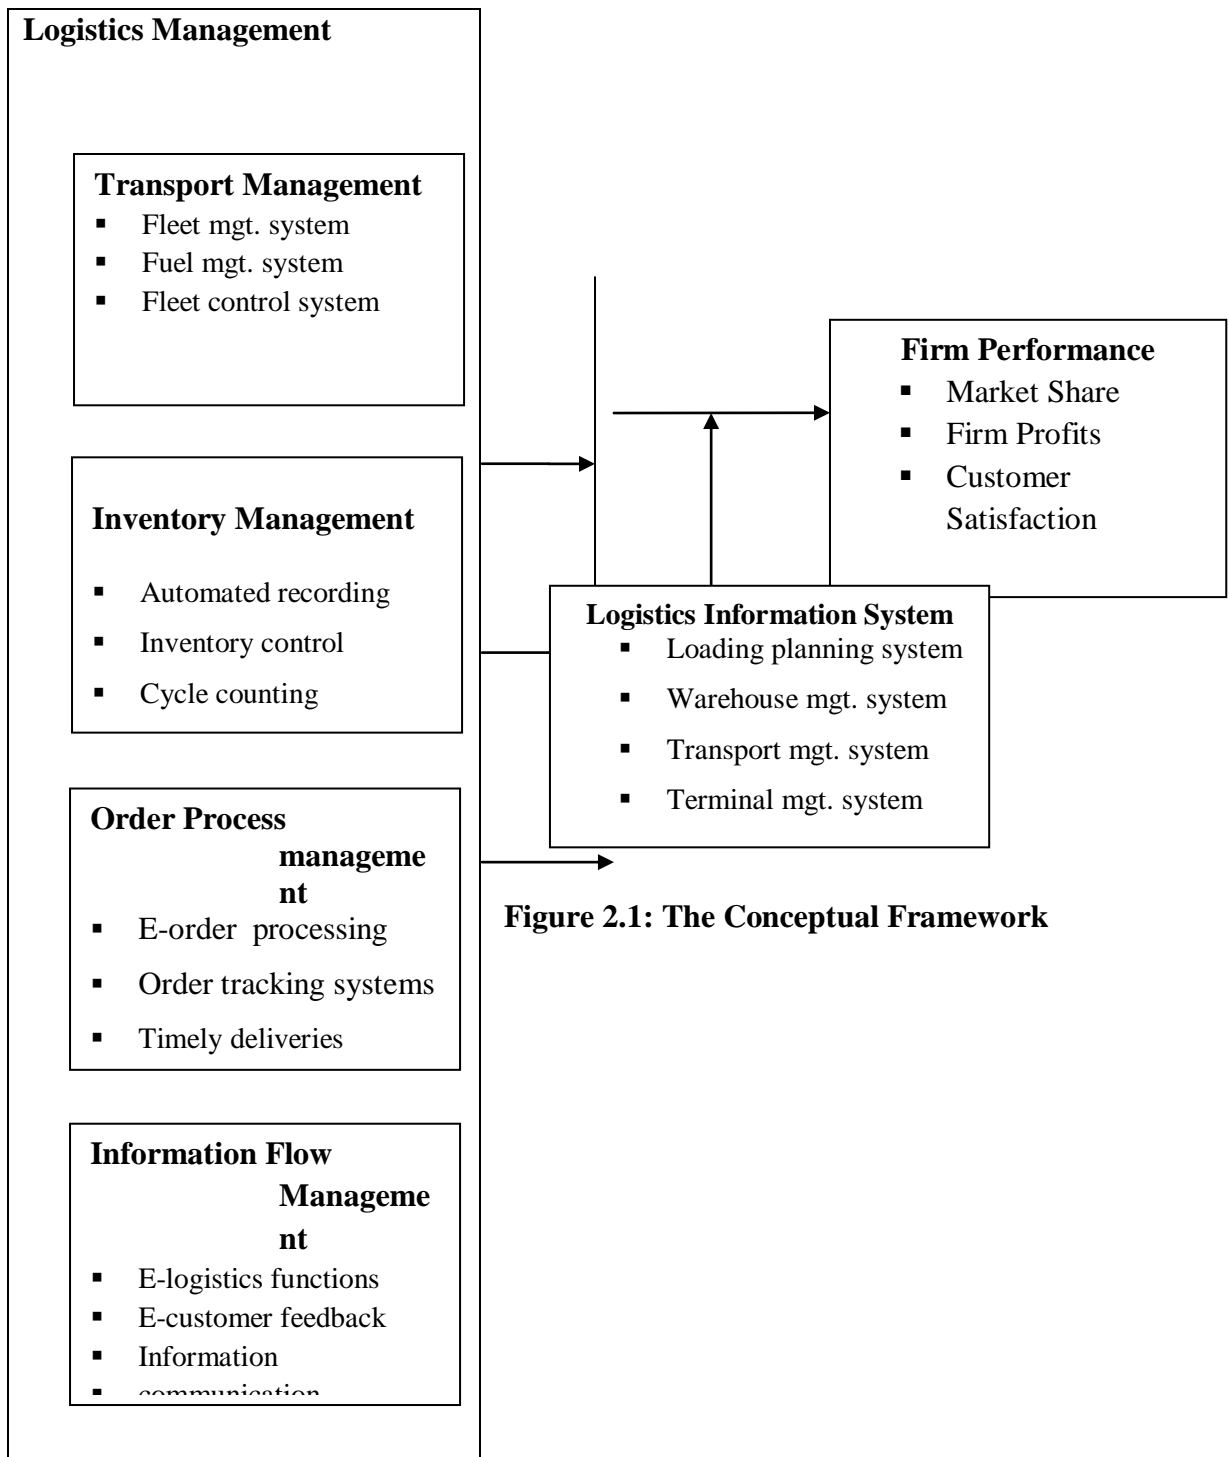 Logistics Management
Transport Management
▪ Fleet mgt. system
▪ Fuel mgt. system
▪ Fleet control system
Inventory Management
▪ Automated recording
▪ Inventory control
▪ Cycle counting
Order Process
manageme
nt
▪ E-order processing
▪ Order tracking systems
▪ Timely deliveries
Information Flow
Manageme
nt
▪ E-logistics functions
▪ E-customer feedback
▪ Information
▪ communication
Firm Performance
▪ Market Share
▪ Firm Profits
▪ Customer
Satisfaction
Logistics Information System
▪ Loading planning system
▪ Warehouse mgt. system
▪ Transport mgt. system
▪ Terminal mgt. system
Figure 2.1: The Conceptual Framework